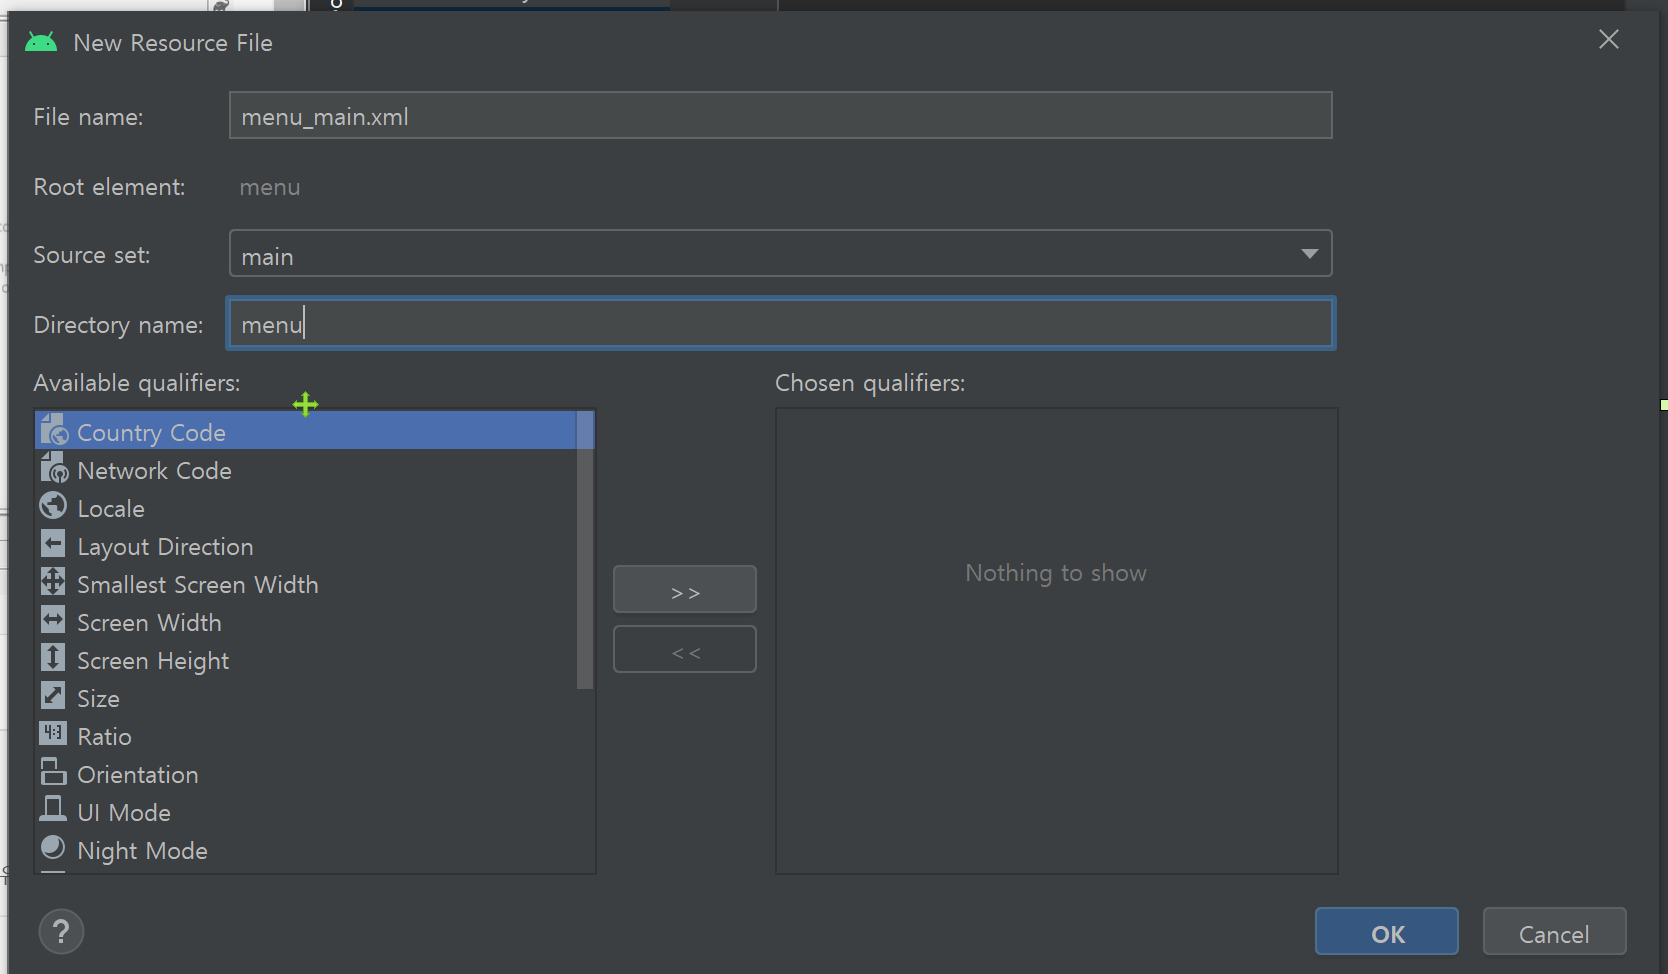 New Resource File
File name: menu_main.xml
Root element: menu
Source set: main
Directory name: menu
Available qualifiers:
Chosen qualifiers:
Country Code
Network Code
Locale
Layout Direction
Smallest Screen Width
Screen Width
Screen Height
Size
Ratio
Orientation
UI Mode
Night Mode
>>
<<
Nothing to show
?
OK
Cancel